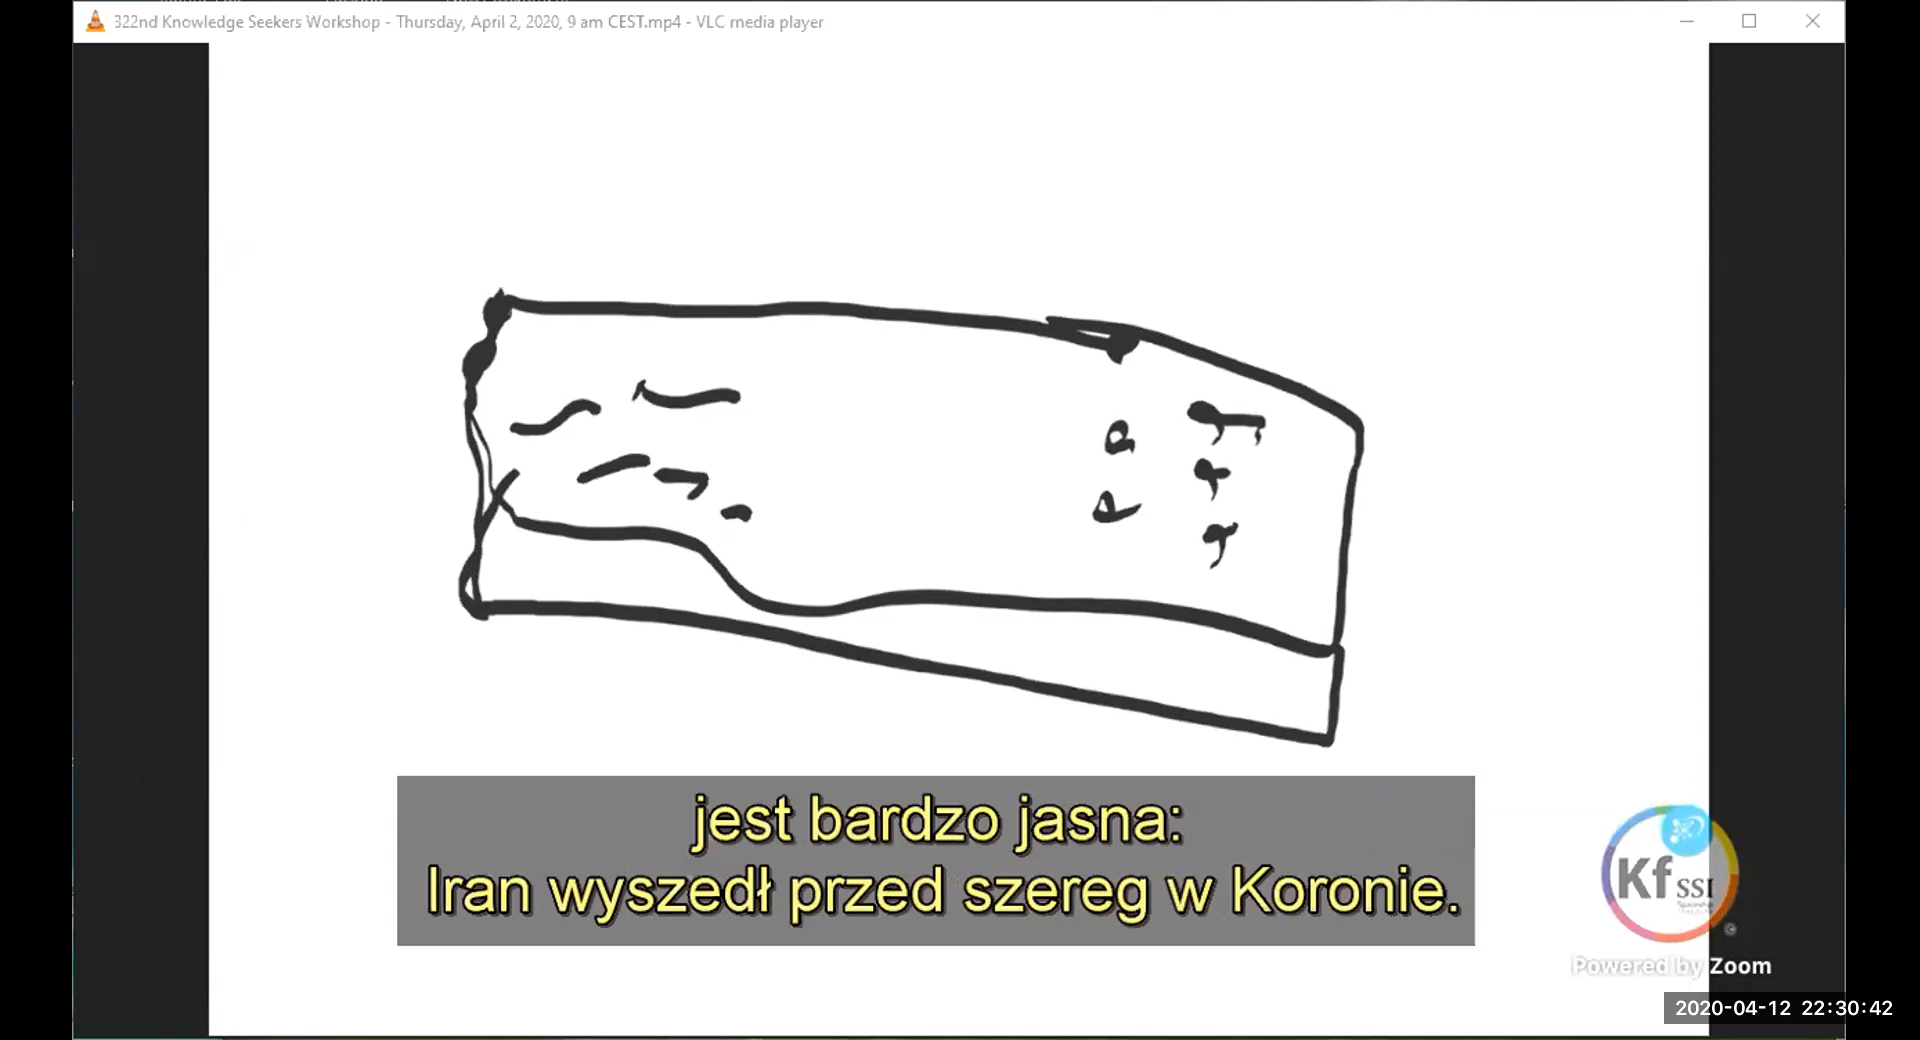 322nd Knowledge Seekers Workshop - Thursday, April 2, 2020, 9 am CEST.mp4 - VLC media player
jest bardzo jasna:
Iran wyszedł przed szereg w Koronie.
Kf SSI
Powered by Zoom
2020-04-12 22:30:42